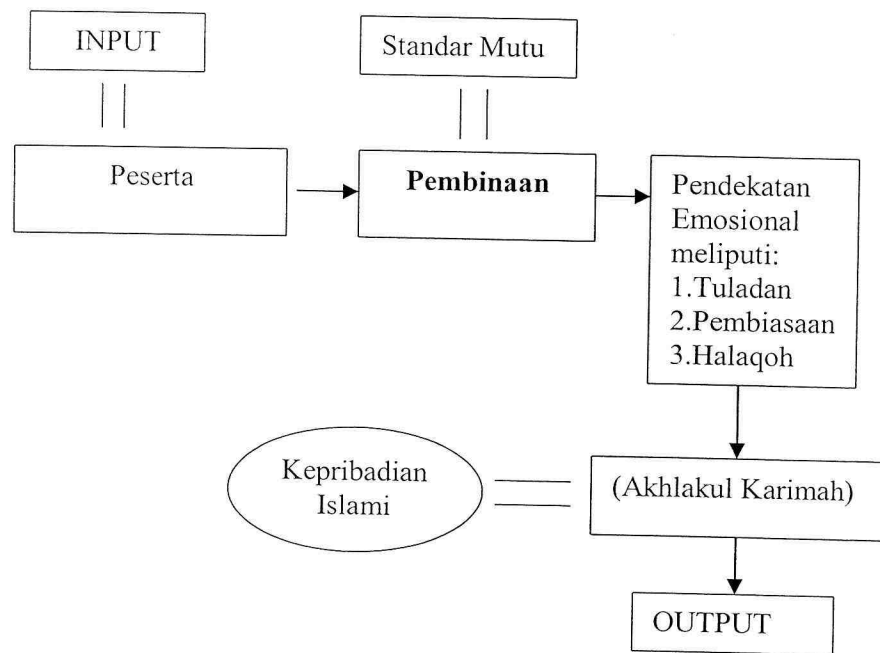 INPUT
Standar Mutu
Peserta
Pembinaan
Pendekatan
Emosional
meliputi:
1.Tuladan
2.Pembiasaan
3.Halaqoh
Kepribadian
Islami
(Akhlakul Karimah)
OUTPUT